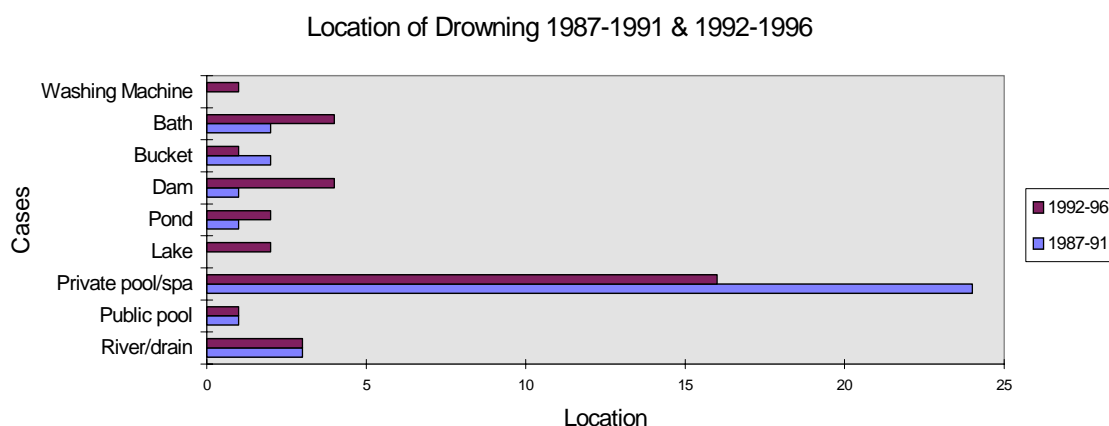 Location of Drowning 1987-1991 & 1992-1996
Cases
Washing Machine
Bath
Bucket
Dam
Pond
Lake
Private pool/spa
Public pool
River/drain
0 5 10 15 20 25
Location
1992-96
1987-91